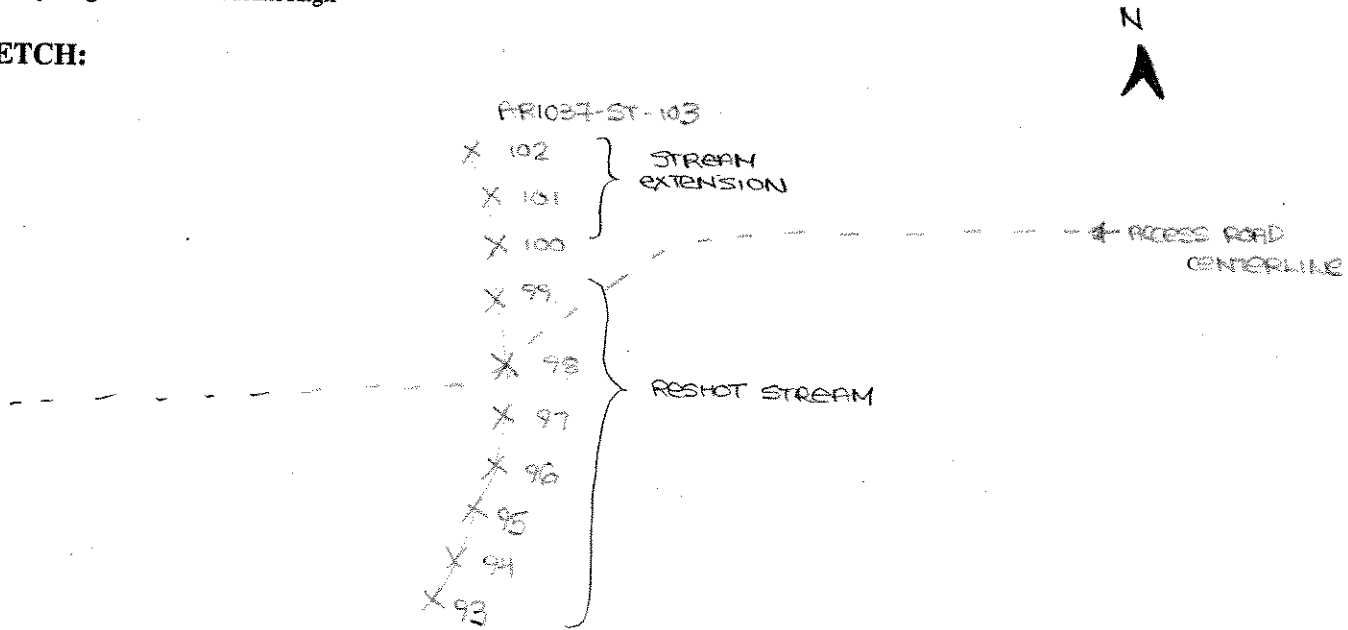 N
ETCH:
AR1037-ST-103
X 102
STREAM
EXTENSION
X 101
X 100
ACCESS ROAD
CENTERLINE
X 99
X 98
RESHOT STREAM
X 97
X 96
X 95
X 94
X 93